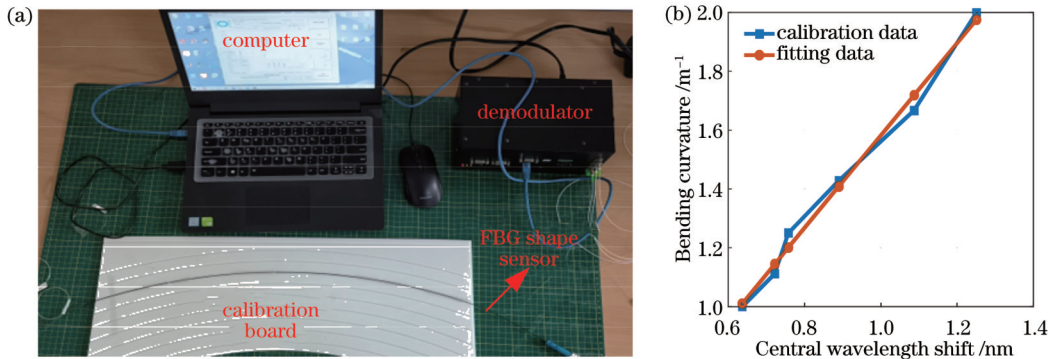 (a)
computer
demodulator
FBG shape
sensor
calibration
board
(b)
Bending curvature /m⁻¹
2.0
1.8
1.6
1.4
1.2
1.0
calibration data
fitting data
0.6
0.8
1.0
1.2
1.4
Central wavelength shift /nm